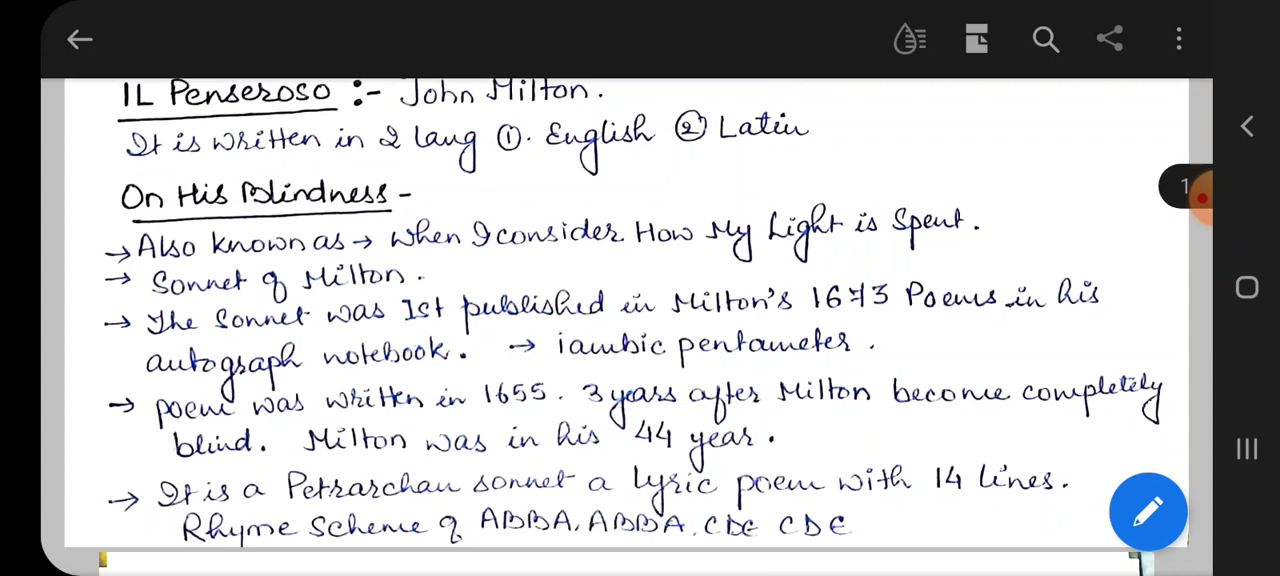 IL Penseroso :- John Milton.
It is written in 2 lang ①. English ② Latin
On His Blindness -
→ Also known as → When I consider How My Light is Spent.
→ Sonnet of Milton.
→ The Sonnet was 1st published in Milton's 1673 Poems in his
autograph notebook. → iambic pentameter.
→ poem was written in 1655. 3 years after Milton become completely
blind. Milton was in his 44 year.
→ It is a Petrarchan sonnet a lyric poem with 14 lines.
Rhyme Scheme of ABBA, ABBA, CDE CDE
1